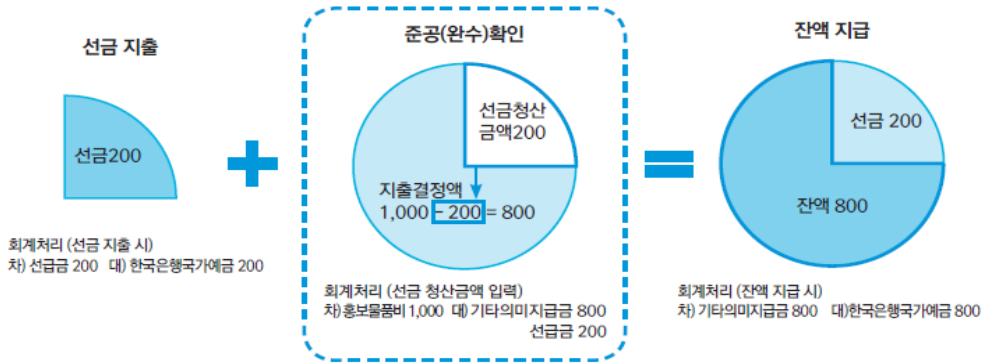 선금 지출
선금200
회계처리 (선금 지출 시)
차) 선급금 200 대) 한국은행국가예금 200
준공(완수)확인
선금청산
금액200
지출결정액
1,000 - 200 = 800
회계처리 (선금 청산금액 입력)
차) 홍보물품비 1,000 대) 기타의미지급금 800
선급금 200
잔액 지급
선금 200
잔액 800
회계처리 (잔액 지급 시)
차) 기타의미지급금 800 대)한국은행국가예금 800